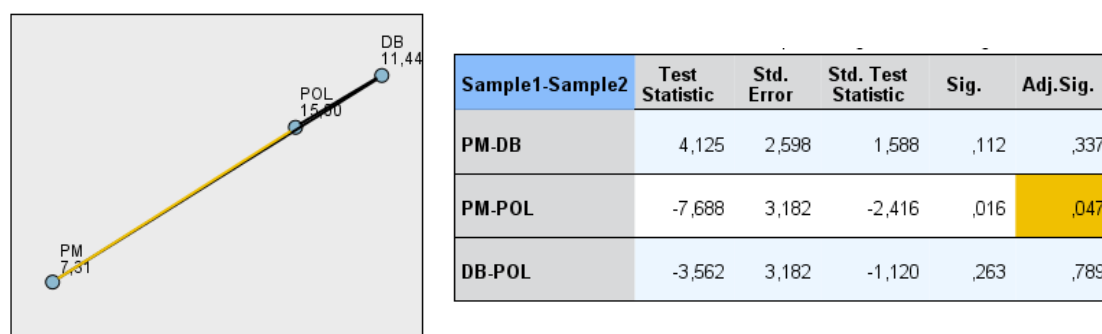 DB
11,44
POL
15,00
PM
7,31
Sample1-Sample2 Test Statistic Std. Error Std. Test Statistic Sig. Adj.Sig.
PM-DB 4,125 2,598 1,588 ,112 ,337
PM-POL -7,688 3,182 -2,416 ,016 ,047
DB-POL -3,562 3,182 -1,120 ,263 ,789